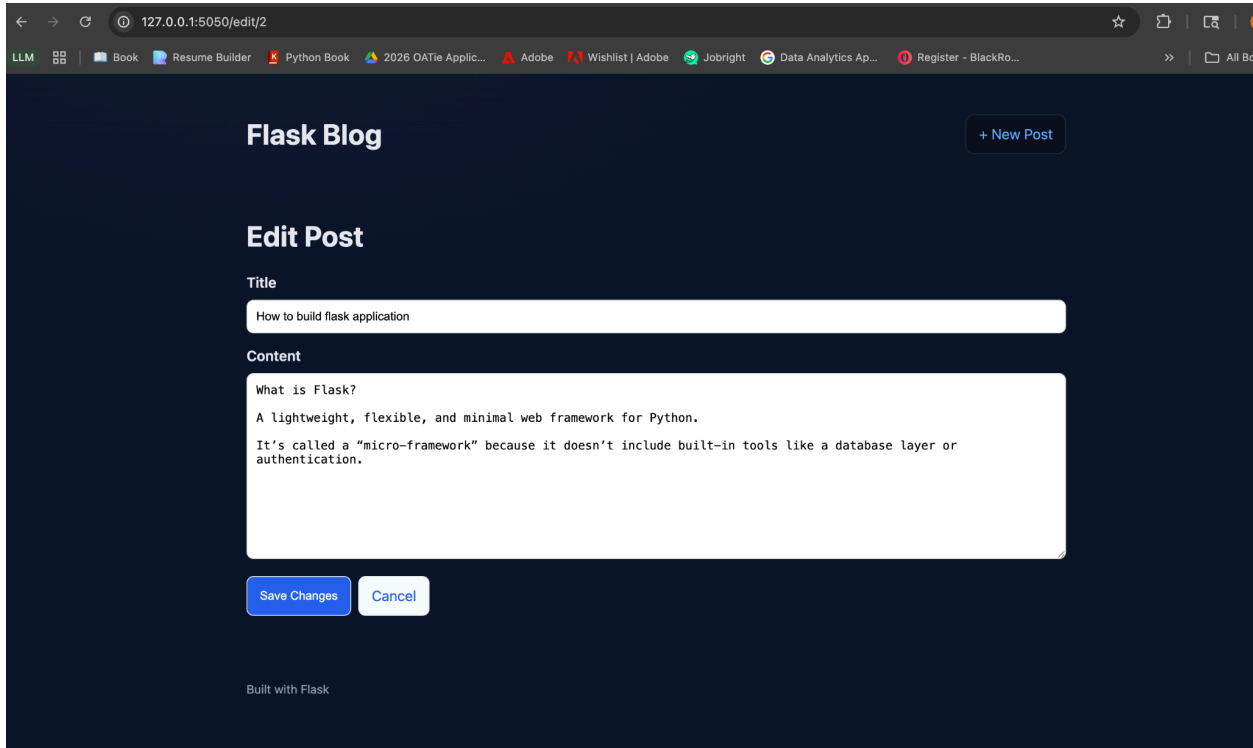 127.0.0.1:5050/edit/2
LLM Book Resume Builder Python Book 2026 OATie Applic... Adobe Wishlist | Adobe Jobright Data Analytics Ap... Register - BlackRo... » All Bo
Flask Blog + New Post
Edit Post
Title
How to build flask application
Content
What is Flask?
A lightweight, flexible, and minimal web framework for Python.
It’s called a “micro-framework” because it doesn’t include built-in tools like a database layer or
authentication.
Save Changes Cancel
Built with Flask